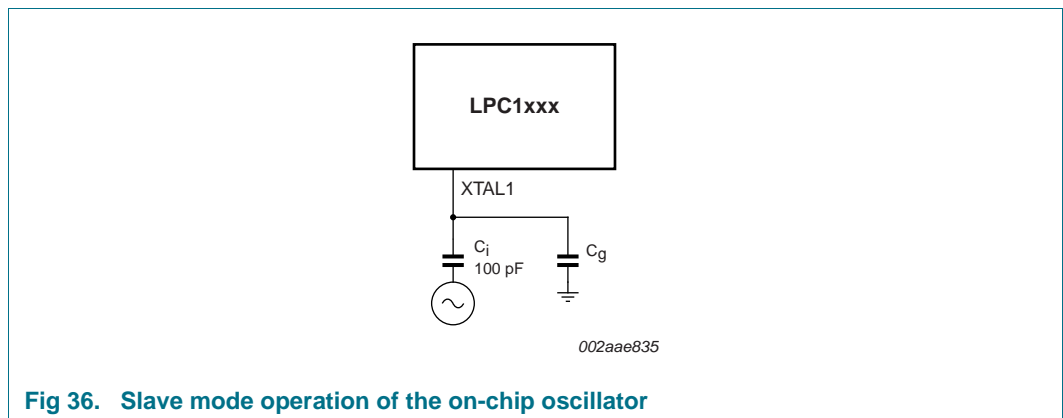 LPC1xxx
XTAL1
Ci
100 pF
Cg
002aae835
Fig 36. Slave mode operation of the on-chip oscillator